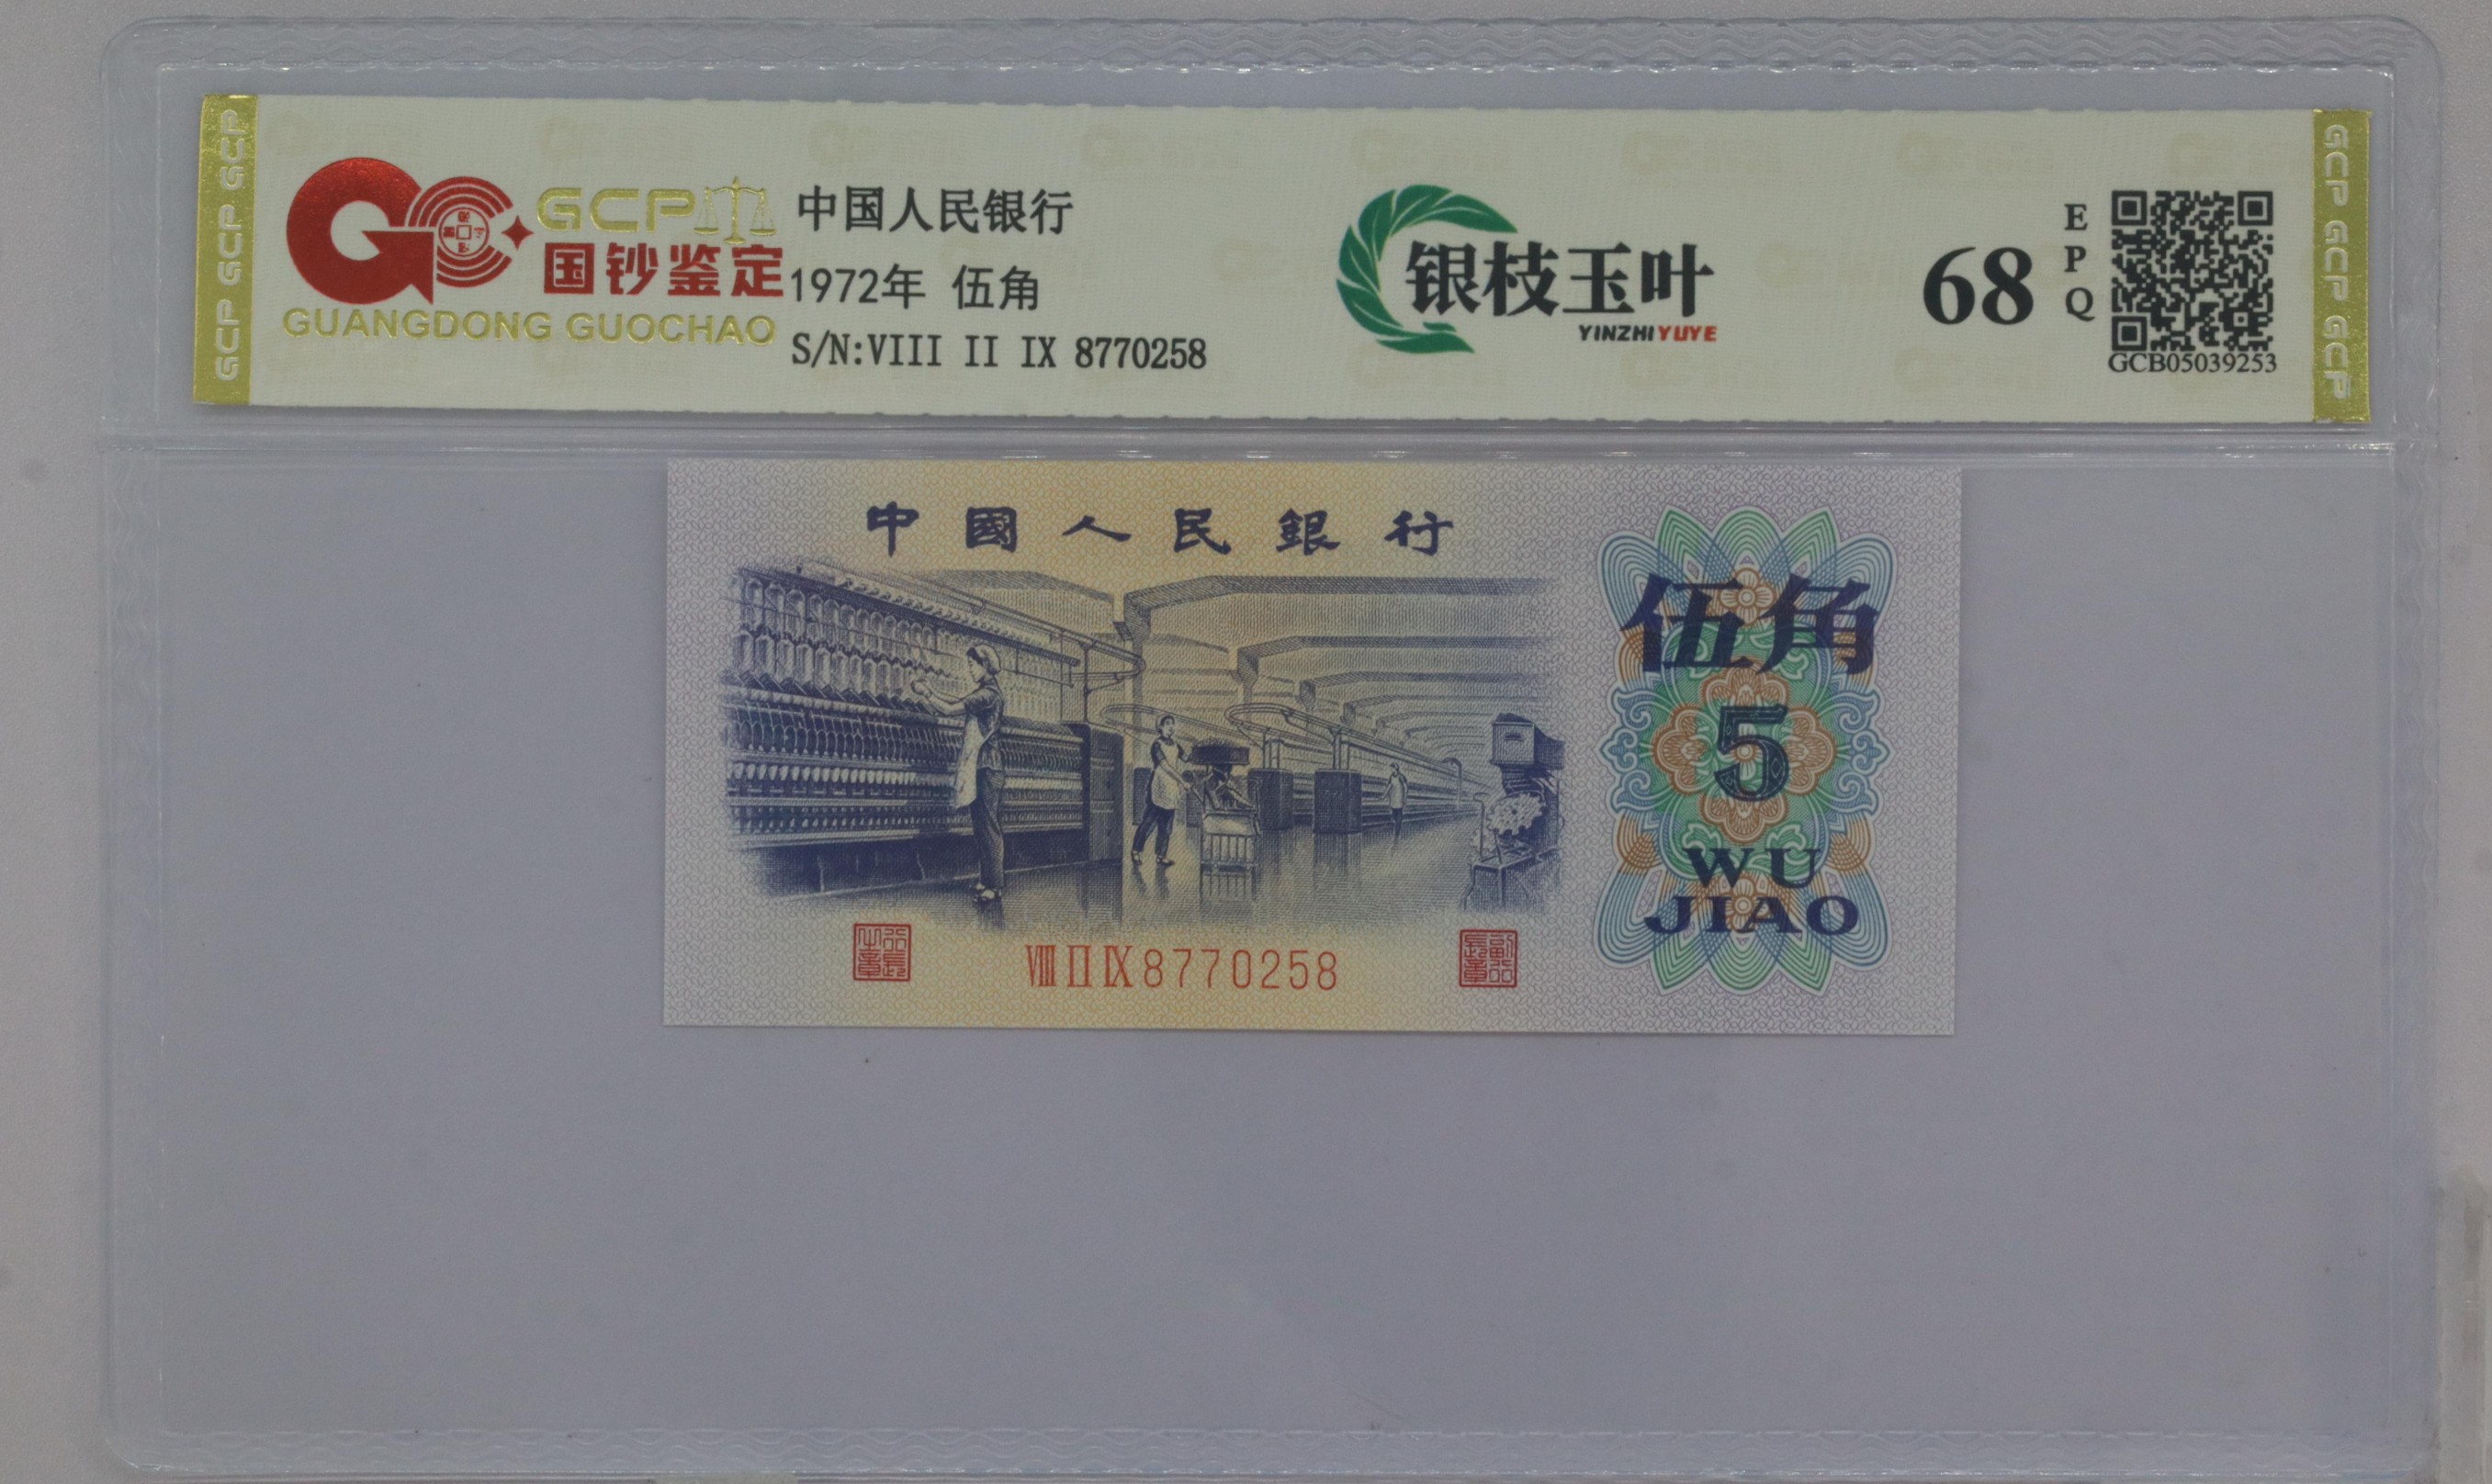 GCP GCP GCP
GCP
国钞鉴定
GUANGDONG GUOCHAO
中国人民银行
1972年 伍角
S/N:VIII II IX 8770258
银枝玉叶
YINZHIYUYE
68
EPQ
GCB05039253
GCP GCP GCP
中國人民銀行
伍角
5
WU
JIAO
VIII II IX 8770258